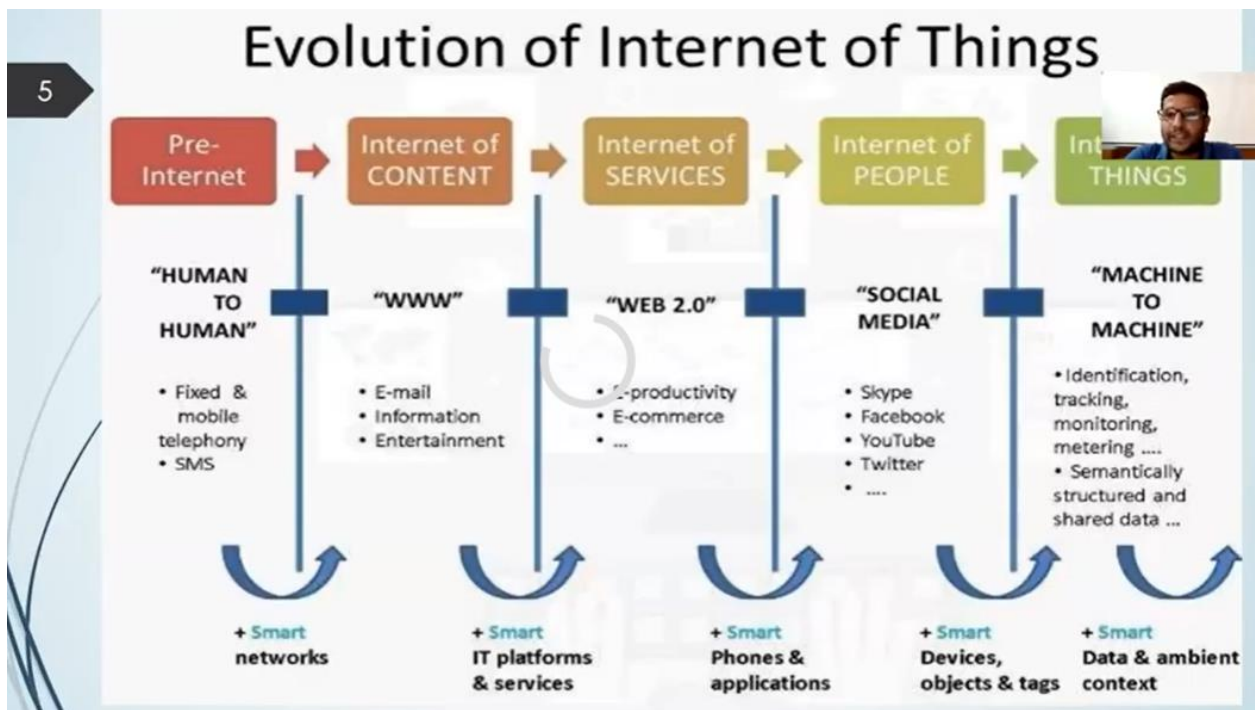 Evolution of Internet of Things
5
Pre-
Internet
Internet of
CONTENT
Internet of
SERVICES
Internet of
PEOPLE
THINGS
“HUMAN
TO
HUMAN”
“WWW”
“WEB 2.0”
“SOCIAL
MEDIA”
“MACHINE
TO
MACHINE”
• Fixed &
mobile
telephony
• SMS
• E-mail
• Information
• Entertainment
• E-productivity
• E-commerce
• ...
• Skype
• Facebook
• YouTube
• Twitter
• ....
• Identification,
tracking,
monitoring,
metering ....
• Semantically
structured and
shared data ...
+ Smart
networks
+ Smart
IT platforms
& services
+ Smart
Phones &
applications
+ Smart
Devices,
objects & tags
+ Smart
Data & ambient
context